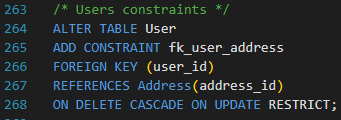 263 /* Users constraints */
264 ALTER TABLE User
265 ADD CONSTRAINT fk_user_address
266 FOREIGN KEY (user_id)
267 REFERENCES Address(address_id)
268 ON DELETE CASCADE ON UPDATE RESTRICT;